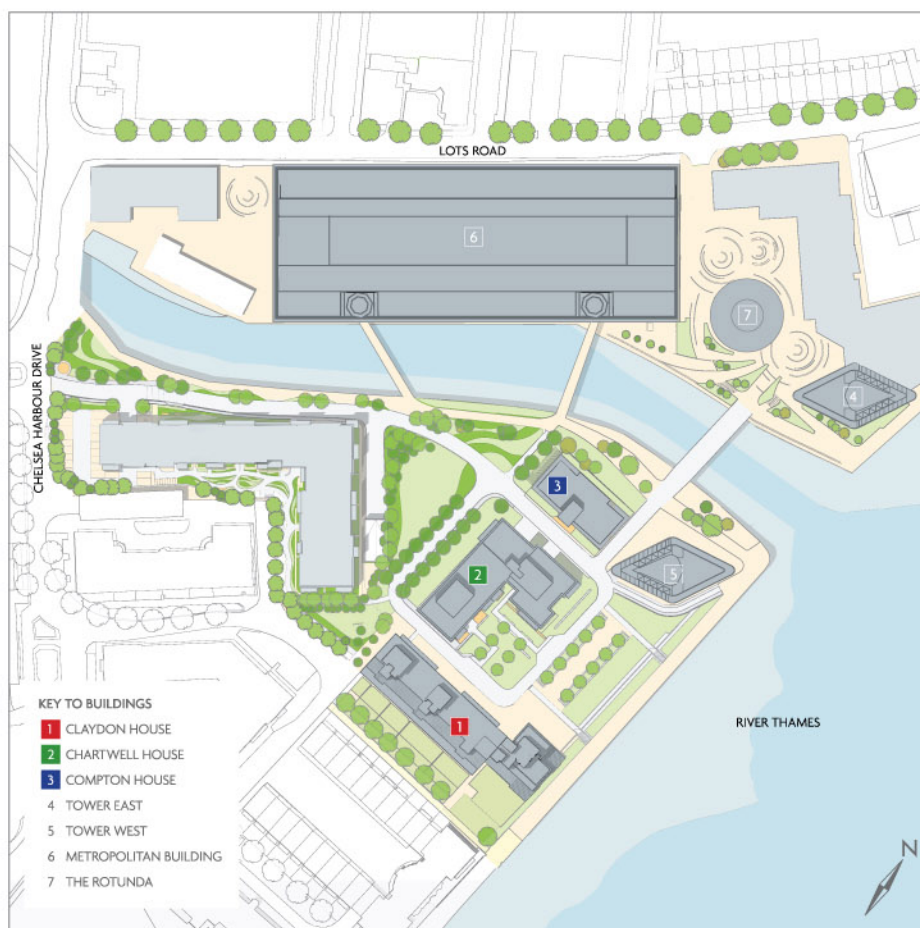 LOTS ROAD
6
7
4
CHELSEA HARBOUR DRIVE
3
2
5
1
RIVER THAMES
KEY TO BUILDINGS
1 CLAYDON HOUSE
2 CHARTWELL HOUSE
3 COMPTON HOUSE
4 TOWER EAST
5 TOWER WEST
6 METROPOLITAN BUILDING
7 THE ROTUNDA
N